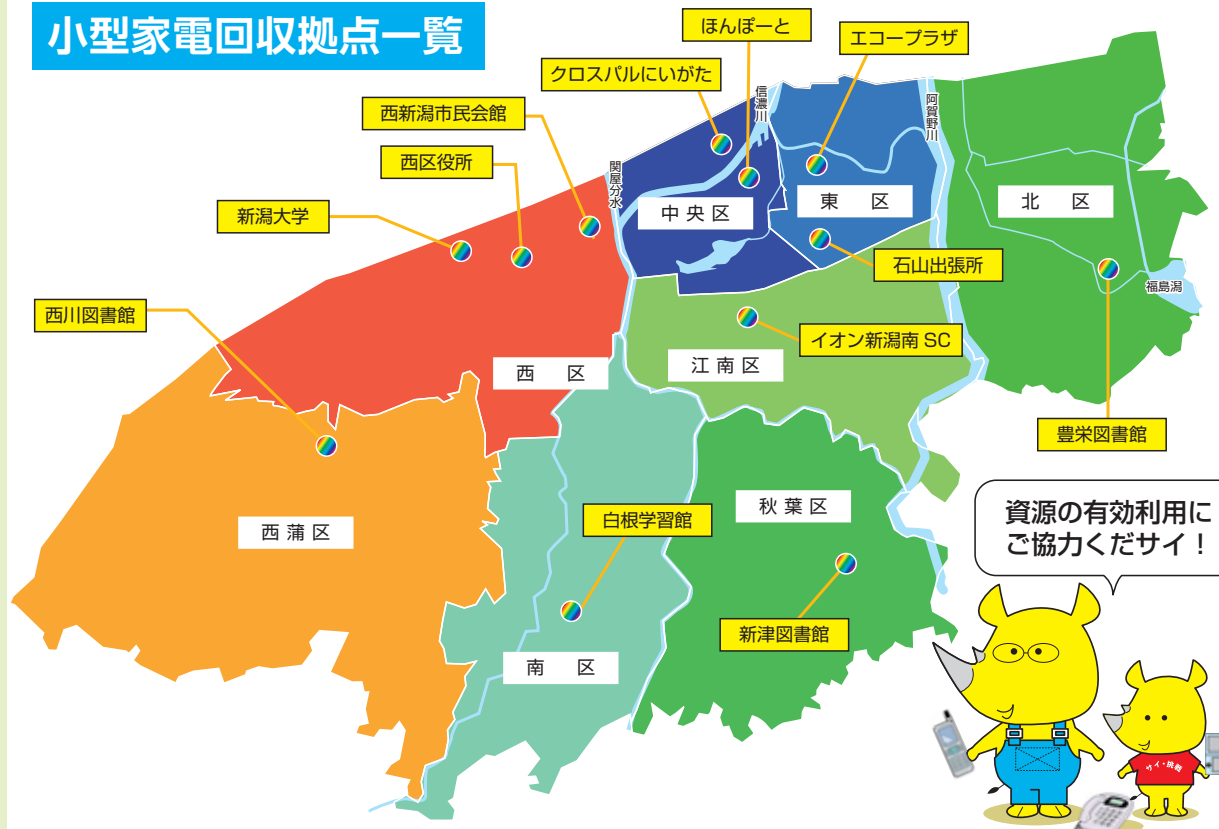 小型家電回収拠点一覧
ほんぽーと
エコープラザ
クロスパルにいがた
西新潟市民会館
西区役所
新潟大学
西川図書館
信濃川
阿賀野川
関屋分水
中央区
東　区
北　区
石山出張所
福島潟
イオン新潟南 SC
江南区
西　区
豊栄図書館
西蒲区
白根学習館
秋葉区
新津図書館
南　区
資源の有効利用に
ご協力くだサイ！
サイ・挑戦